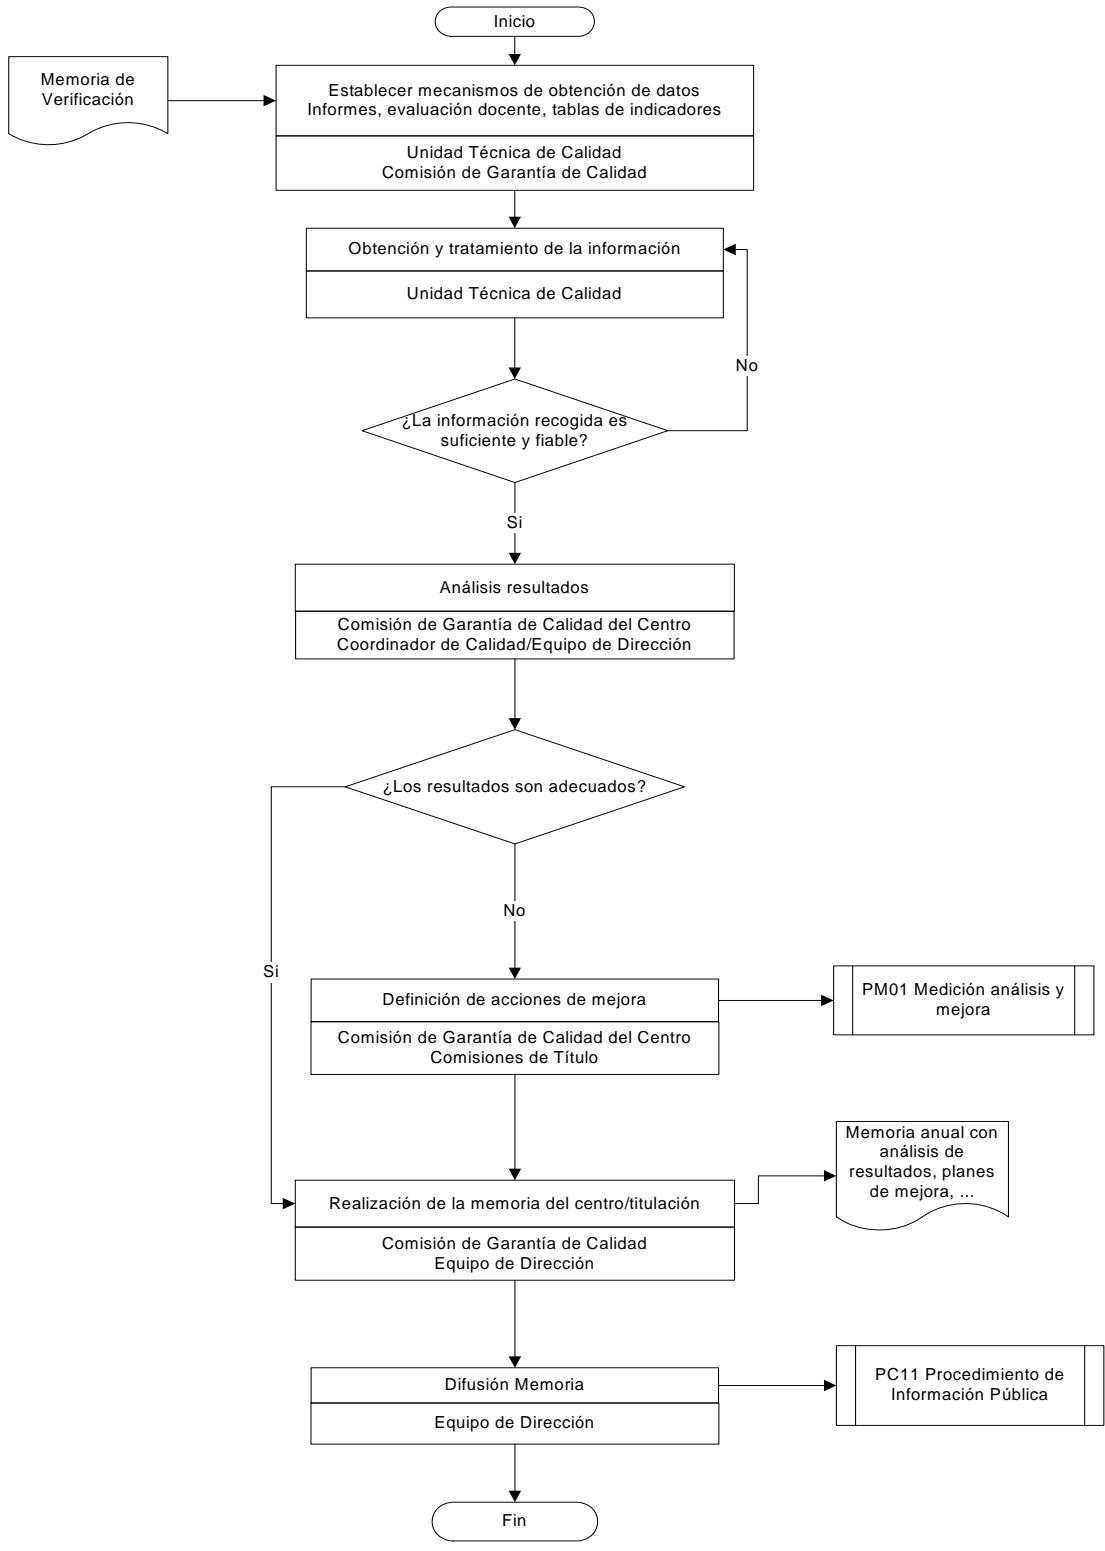 Inicio
Memoria de
Verificación
Establecer mecanismos de obtención de datos
Informes, evaluación docente, tablas de indicadores
Unidad Técnica de Calidad
Comisión de Garantía de Calidad
Obtención y tratamiento de la información
Unidad Técnica de Calidad
No
¿La información recogida es
suficiente y fiable?
Si
Análisis resultados
Comisión de Garantía de Calidad del Centro
Coordinador de Calidad/Equipo de Dirección
¿Los resultados son adecuados?
No
Si
Definición de acciones de mejora
Comisión de Garantía de Calidad del Centro
Comisiones de Título
PM01 Medición análisis y
mejora
Memoria anual con
análisis de
resultados, planes
de mejora, ...
Realización de la memoria del centro/titulación
Comisión de Garantía de Calidad
Equipo de Dirección
Difusión Memoria
Equipo de Dirección
PC11 Procedimiento de
Información Pública
Fin